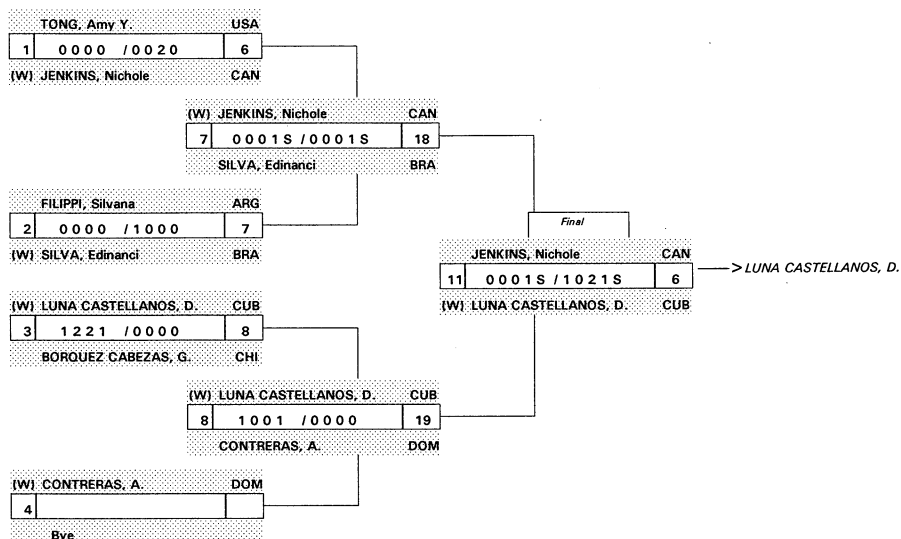 TONG, Amy Y. USA
1 0000 /0020 6
(W) JENKINS, Nichole CAN
(W) JENKINS, Nichole CAN
7 0001S /0001S 18
SILVA, Edinanci BRA
FILIPPI, Silvana ARG
2 0000 /1000 7
(W) SILVA, Edinanci BRA
Final
JENKINS, Nichole CAN
11 0001S /1021S 6
(W) LUNA CASTELLANOS, D. CUB
> LUNA CASTELLANOS, D.
(W) LUNA CASTELLANOS, D. CUB
3 1221 /0000 8
BORQUEZ CABEZAS, G. CHI
(W) LUNA CASTELLANOS, D. CUB
8 1001 /0000 19
CONTRERAS, A. DOM
(W) CONTRERAS, A. DOM
4
Bye